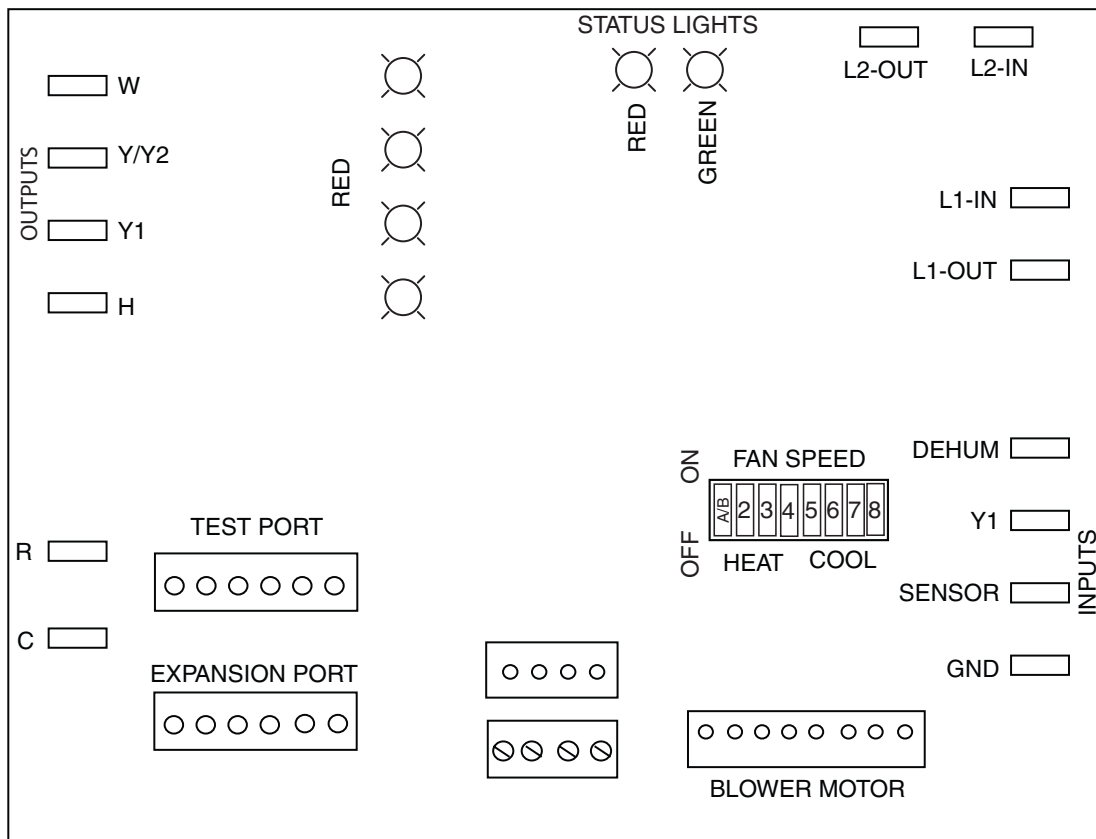 STATUS LIGHTS
L2-OUT
L2-IN
RED
GREEN
OUTPUTS
W
Y/Y2
Y1
H
RED
L1-IN
L1-OUT
ON
OFF
FAN SPEED
A/B 2 3 4 5 6 7 8
HEAT
COOL
DEHUM
Y1
SENSOR
GND
INPUTS
R
C
TEST PORT
EXPANSION PORT
BLOWER MOTOR